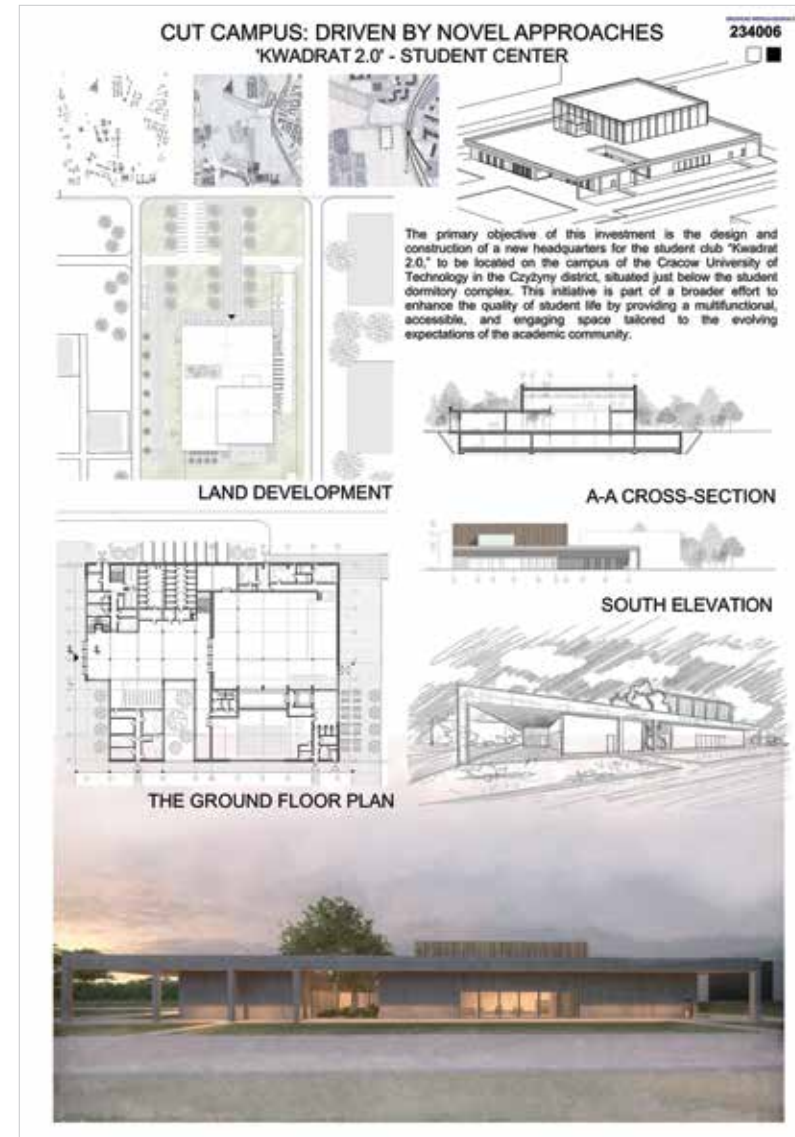 CUT CAMPUS: DRIVEN BY NOVEL APPROACHES
'KWADRAT 2.0' - STUDENT CENTER
234006
The primary objective of this investment is the design and
construction of a new headquarters for the student club "Kwadrat
2.0," to be located on the campus of the Cracow University of
Technology in the Czyżyny district, situated just below the student
dormitory complex. This initiative is part of a broader effort to
enhance the quality of student life by providing a multifunctional,
accessible, and engaging space tailored to the evolving
expectations of the academic community.
LAND DEVELOPMENT
A-A CROSS-SECTION
SOUTH ELEVATION
THE GROUND FLOOR PLAN